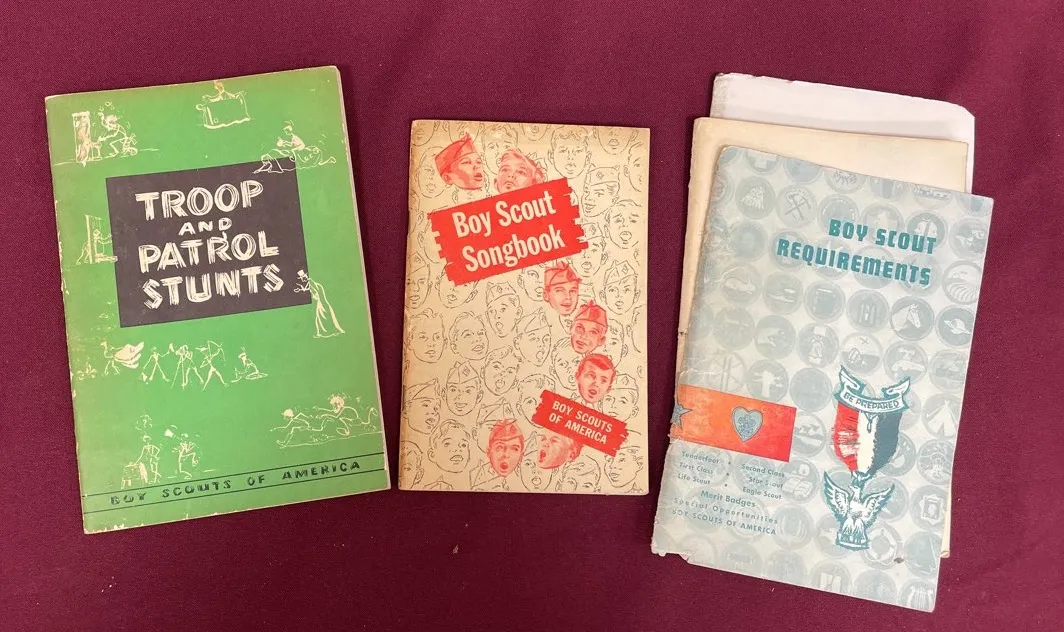 TROOP
AND
PATROL
STUNTS
BOY SCOUTS OF AMERICA
Boy Scout
Songbook
BOY SCOUTS
OF AMERICA
BOY SCOUT
REQUIREMENTS
BE PREPARED
Tenderfoot • Second Class
First Class • Star Scout
Life Scout • Eagle Scout
Merit Badges
Special Opportunities
BOY SCOUTS OF AMERICA